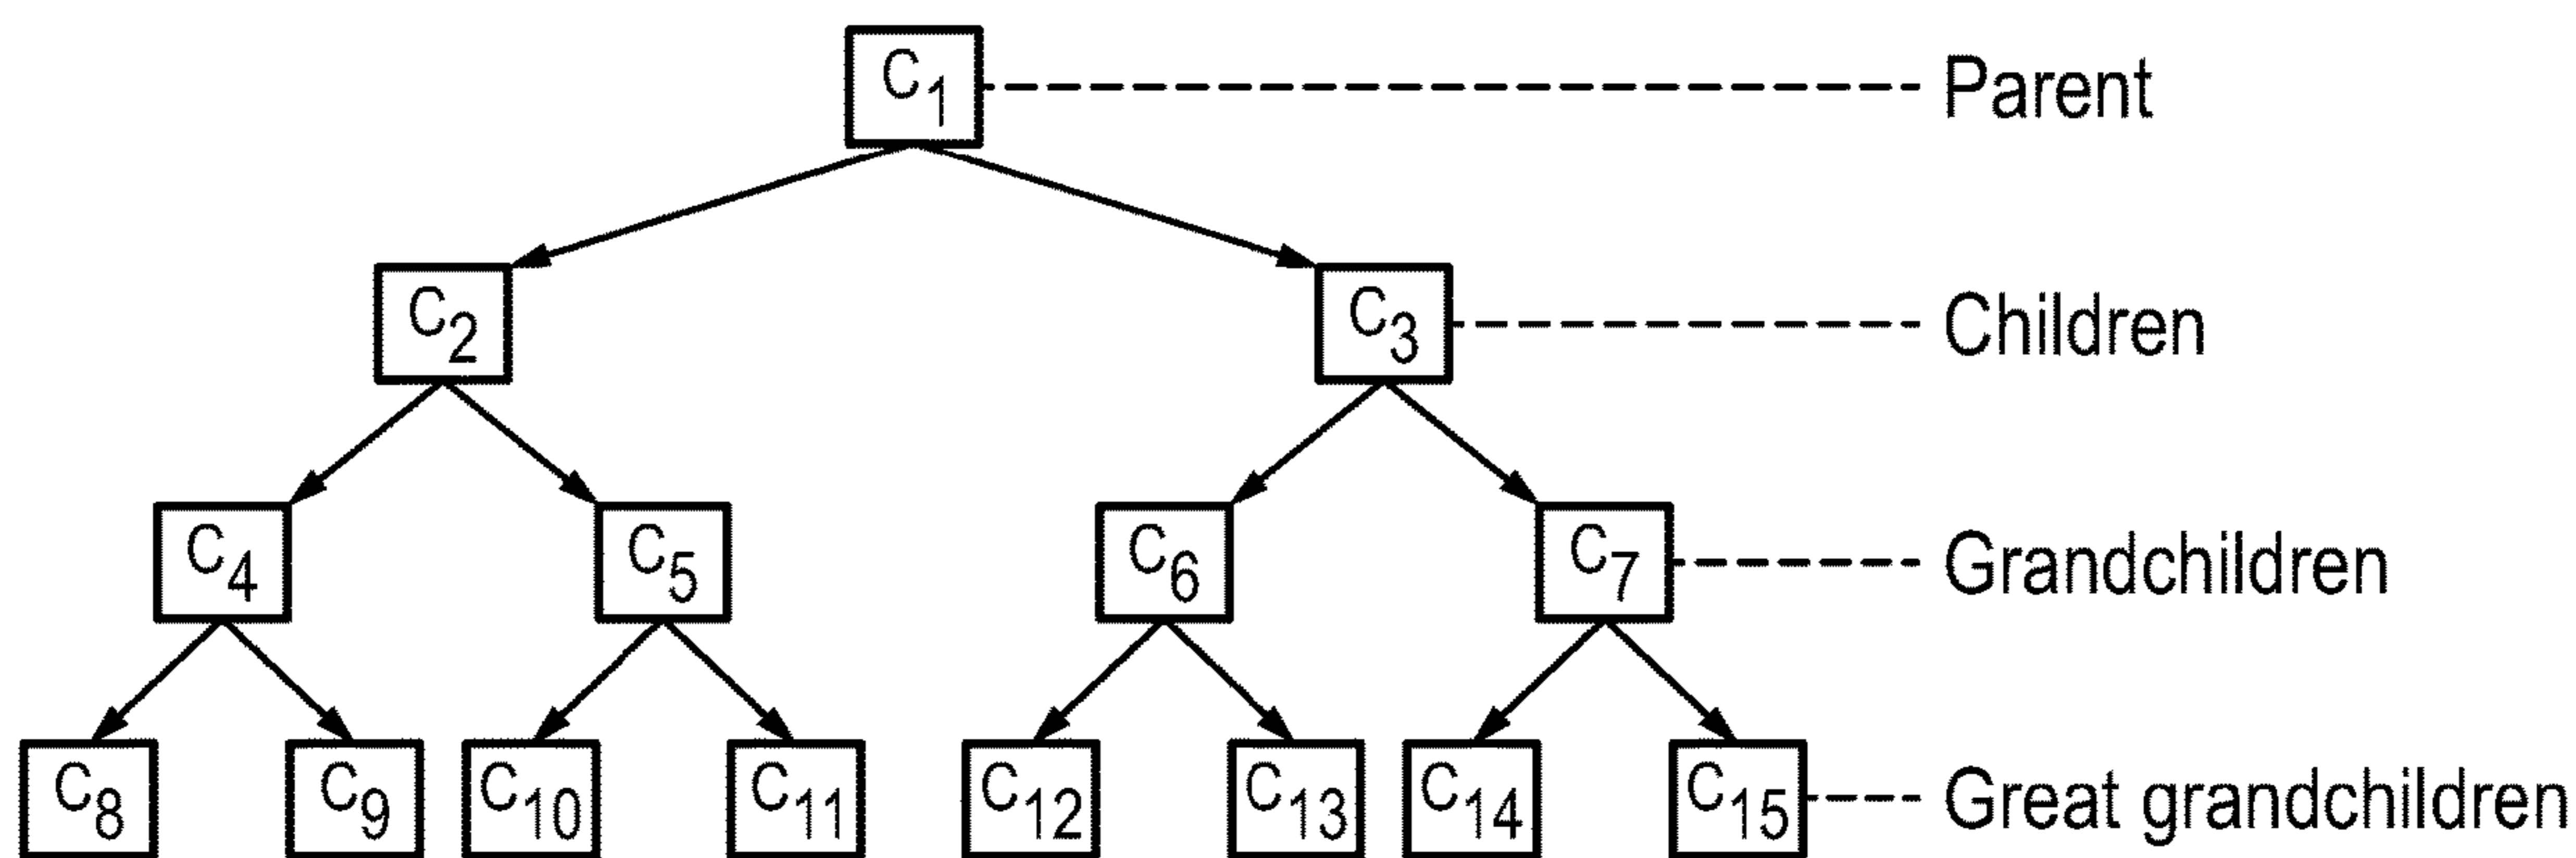 C1 Parent
C2 C3 Children
C4 C5 C6 C7 Grandchildren
C8 C9 C10 C11 C12 C13 C14 C15 Great grandchildren